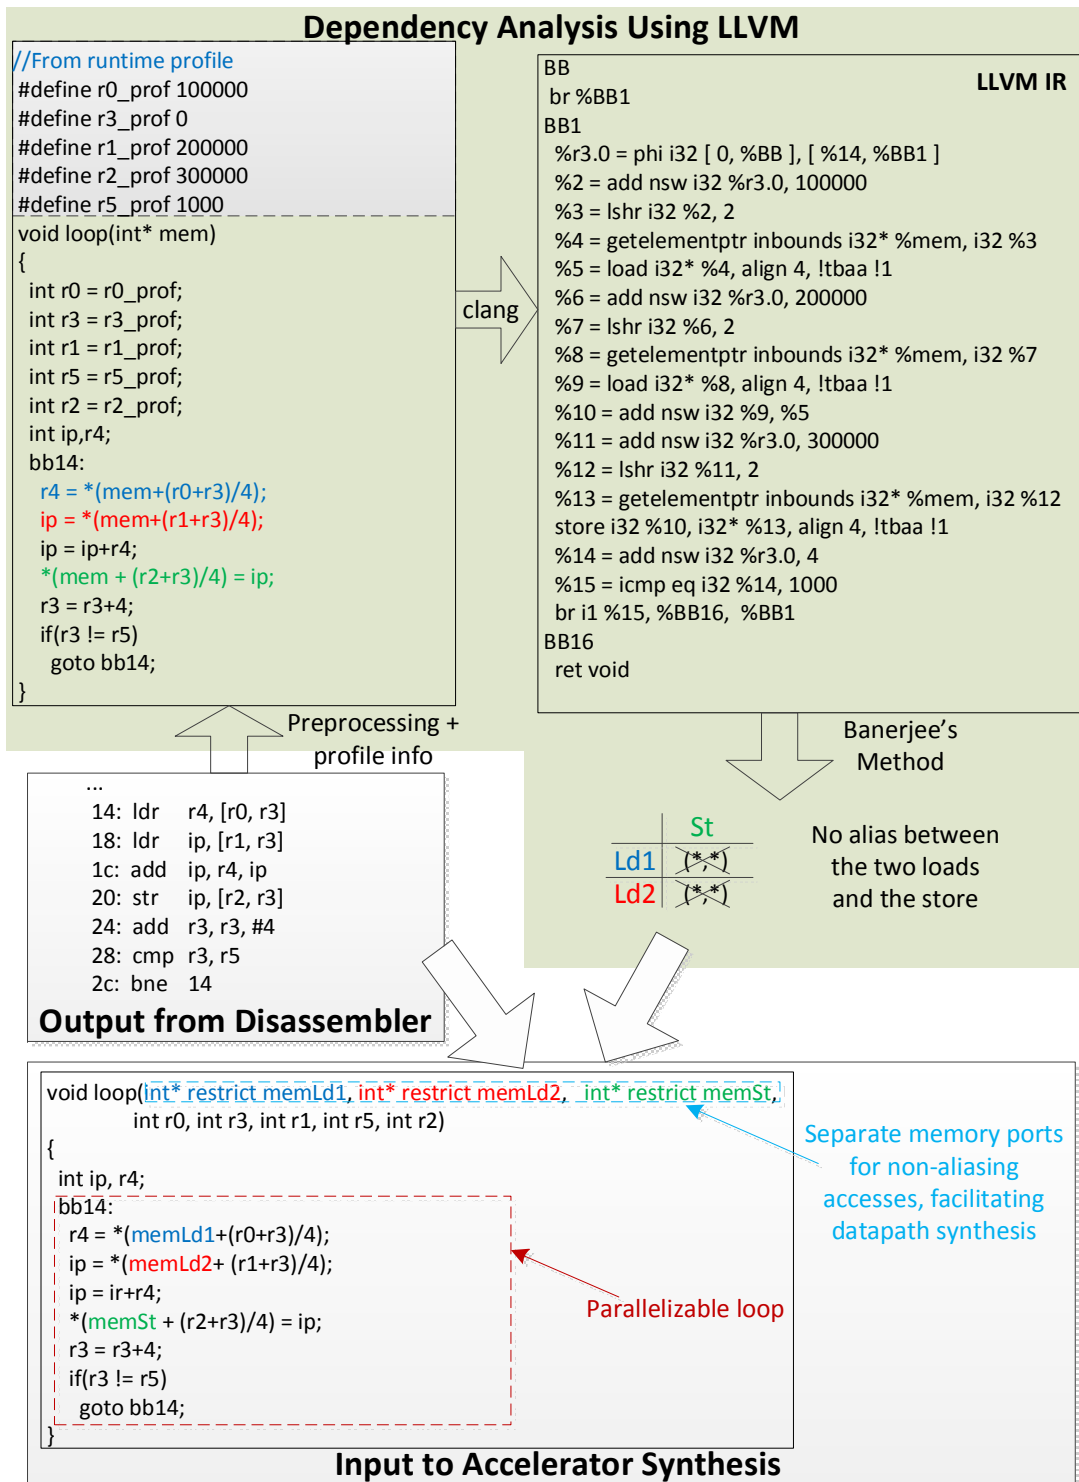 Dependency Analysis Using LLVM
//From runtime profile
#define r0_prof 100000
#define r3_prof 0
#define r1_prof 200000
#define r2_prof 300000
#define r5_prof 1000
void loop(int* mem)
{
int r0 = r0_prof;
int r3 = r3_prof;
int r1 = r1_prof;
int r5 = r5_prof;
int r2 = r2_prof;
int ip,r4;
bb14:
r4 = *(mem+(r0+r3)/4);
ip = *(mem+(r1+r3)/4);
ip = ip+r4;
*(mem + (r2+r3)/4) = ip;
r3 = r3+4;
if(r3 != r5)
goto bb14;
}
clang
LLVM IR
BB
br %BB1
BB1
%r3.0 = phi i32 [ 0, %BB ], [ %14, %BB1 ]
%2 = add nsw i32 %r3.0, 100000
%3 = lshr i32 %2, 2
%4 = getelementptr inbounds i32* %mem, i32 %3
%5 = load i32* %4, align 4, !tbaa !1
%6 = add nsw i32 %r3.0, 200000
%7 = lshr i32 %6, 2
%8 = getelementptr inbounds i32* %mem, i32 %7
%9 = load i32* %8, align 4, !tbaa !1
%10 = add nsw i32 %9, %5
%11 = add nsw i32 %r3.0, 300000
%12 = lshr i32 %11, 2
%13 = getelementptr inbounds i32* %mem, i32 %12
store i32 %10, i32* %13, align 4, !tbaa !1
%14 = add nsw i32 %r3.0, 4
%15 = icmp eq i32 %14, 1000
br i1 %15, %BB16, %BB1
BB16
ret void
Preprocessing +
profile info
Banerjee's
Method
...
14: ldr r4, [r0, r3]
18: ldr ip, [r1, r3]
1c: add ip, r4, ip
20: str ip, [r2, r3]
24: add r3, r3, #4
28: cmp r3, r5
2c: bne 14
Output from Disassembler
St
Ld1 (*,*)
Ld2 (*,*)
No alias between
the two loads
and the store
void loop(int* restrict memLd1, int* restrict memLd2, int* restrict memSt,
int r0, int r3, int r1, int r5, int r2)
{
int ip, r4;
bb14:
r4 = *(memLd1+(r0+r3)/4);
ip = *(memLd2+ (r1+r3)/4);
ip = ir+r4;
*(memSt + (r2+r3)/4) = ip;
r3 = r3+4;
if(r3 != r5)
goto bb14;
}
Separate memory ports
for non-aliasing
accesses, facilitating
datapath synthesis
Parallelizable loop
Input to Accelerator Synthesis